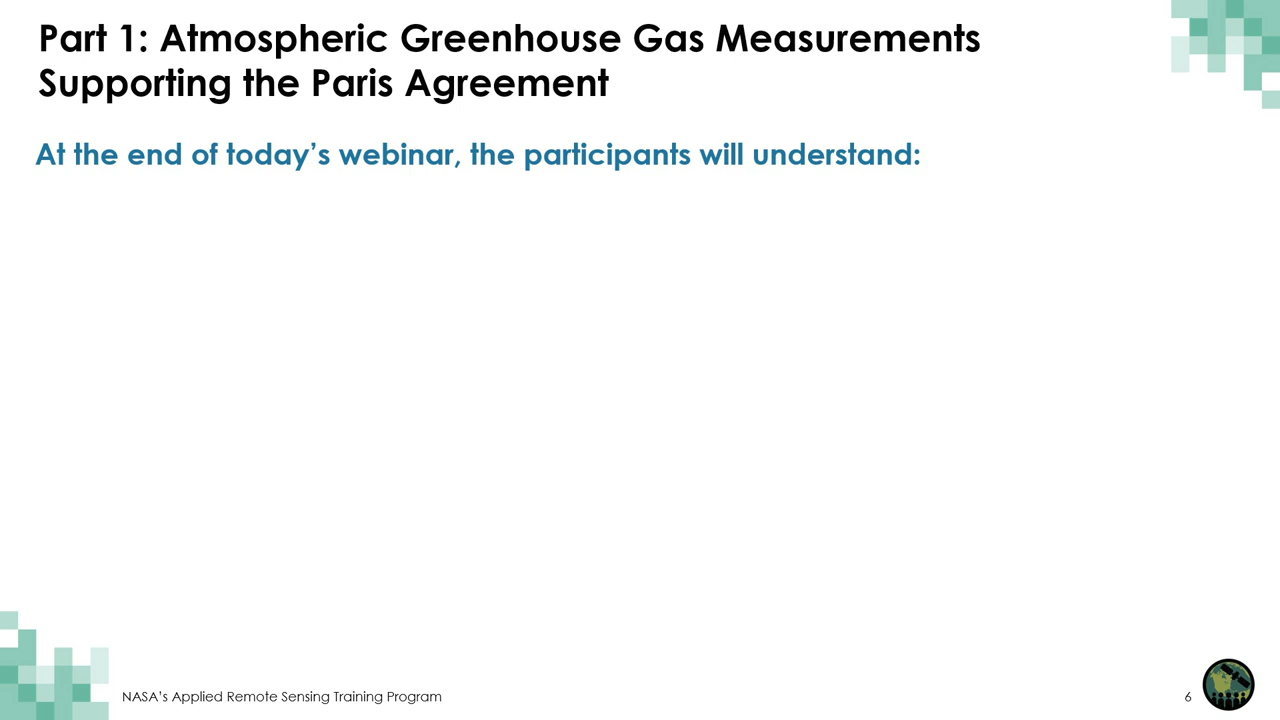 Part 1: Atmospheric Greenhouse Gas Measurements
Supporting the Paris Agreement
At the end of today’s webinar, the participants will understand:
NASA’s Applied Remote Sensing Training Program
6